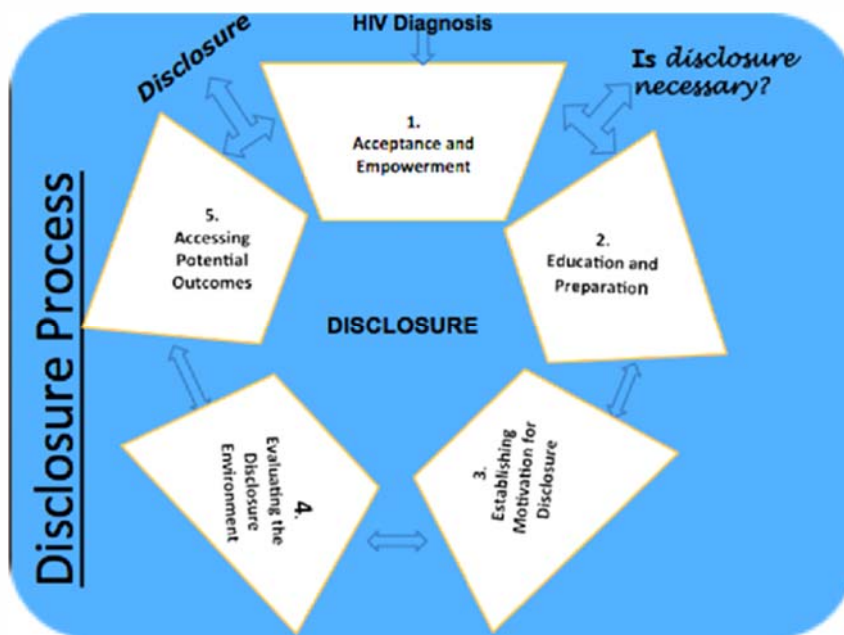 HIV Diagnosis
Disclosure
Is disclosure
necessary?
1.
Acceptance and
Empowerment
2.
Education and
Preparation
3.
Establishing
Motivation for
Disclosure
4.
Evaluating the
Disclosure
Environment
5.
Accessing
Potential
Outcomes
DISCLOSURE
Disclosure Process